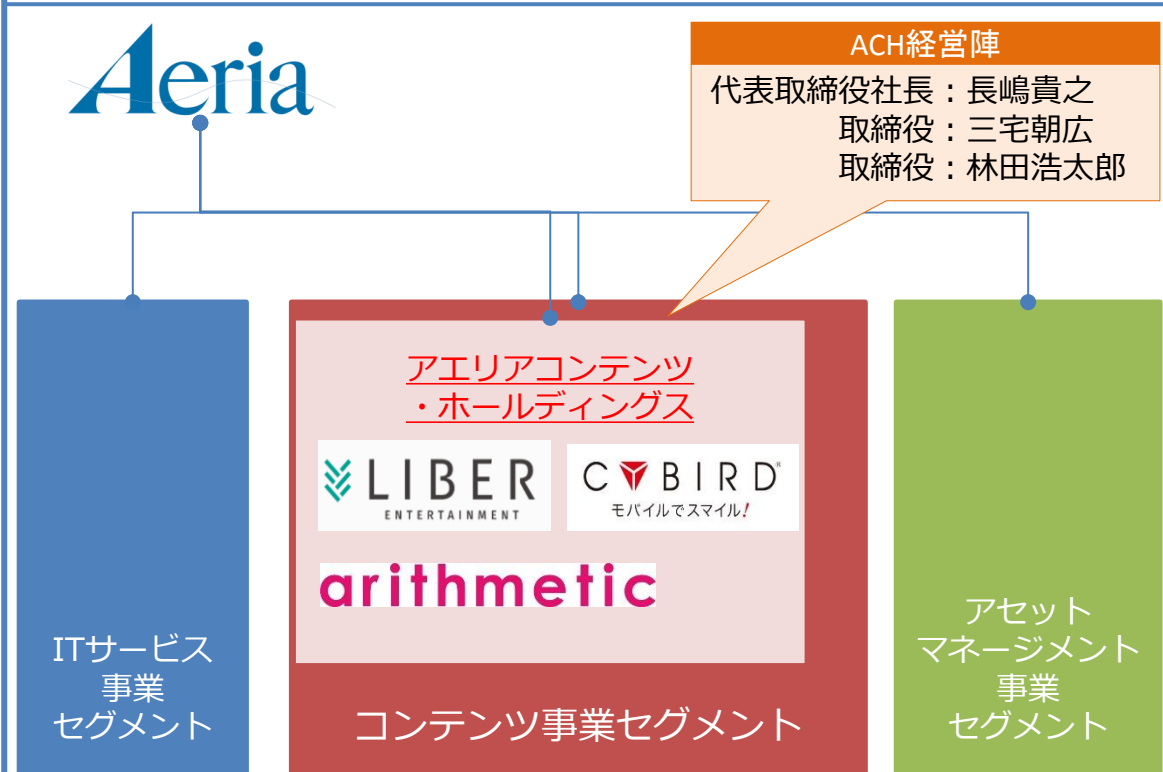 Aeria
ACH経営陣
代表取締役社長：長嶋貴之
取締役：三宅朝広
取締役：林田浩太郎
アエリアコンテンツ
・ホールディングス
LIBER
ENTERTAINMENT
CYBIRD®
モバイルでスマイル!
arithmetic
ITサービス
事業
セグメント
コンテンツ事業セグメント
アセット
マネージメント
事業
セグメント